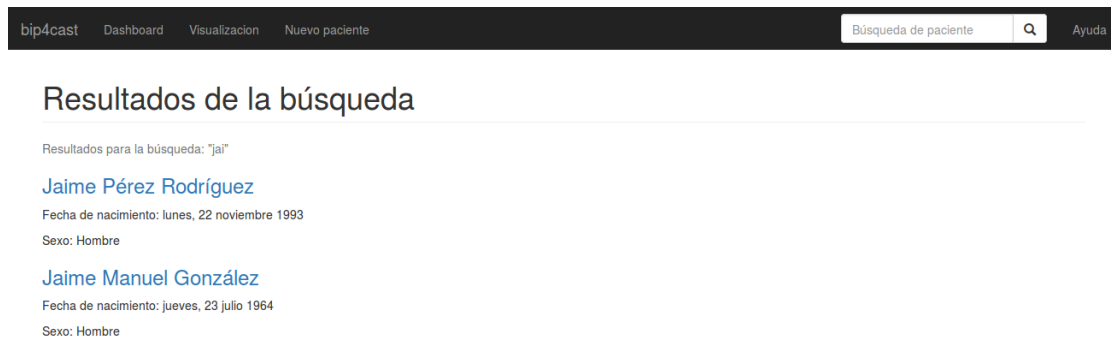 bip4cast Dashboard Visualizacion Nuevo paciente Búsqueda de paciente Ayuda
Resultados de la búsqueda
Resultados para la búsqueda: "jai"
Jaime Pérez Rodríguez
Fecha de nacimiento: lunes, 22 noviembre 1993
Sexo: Hombre
Jaime Manuel González
Fecha de nacimiento: jueves, 23 julio 1964
Sexo: Hombre